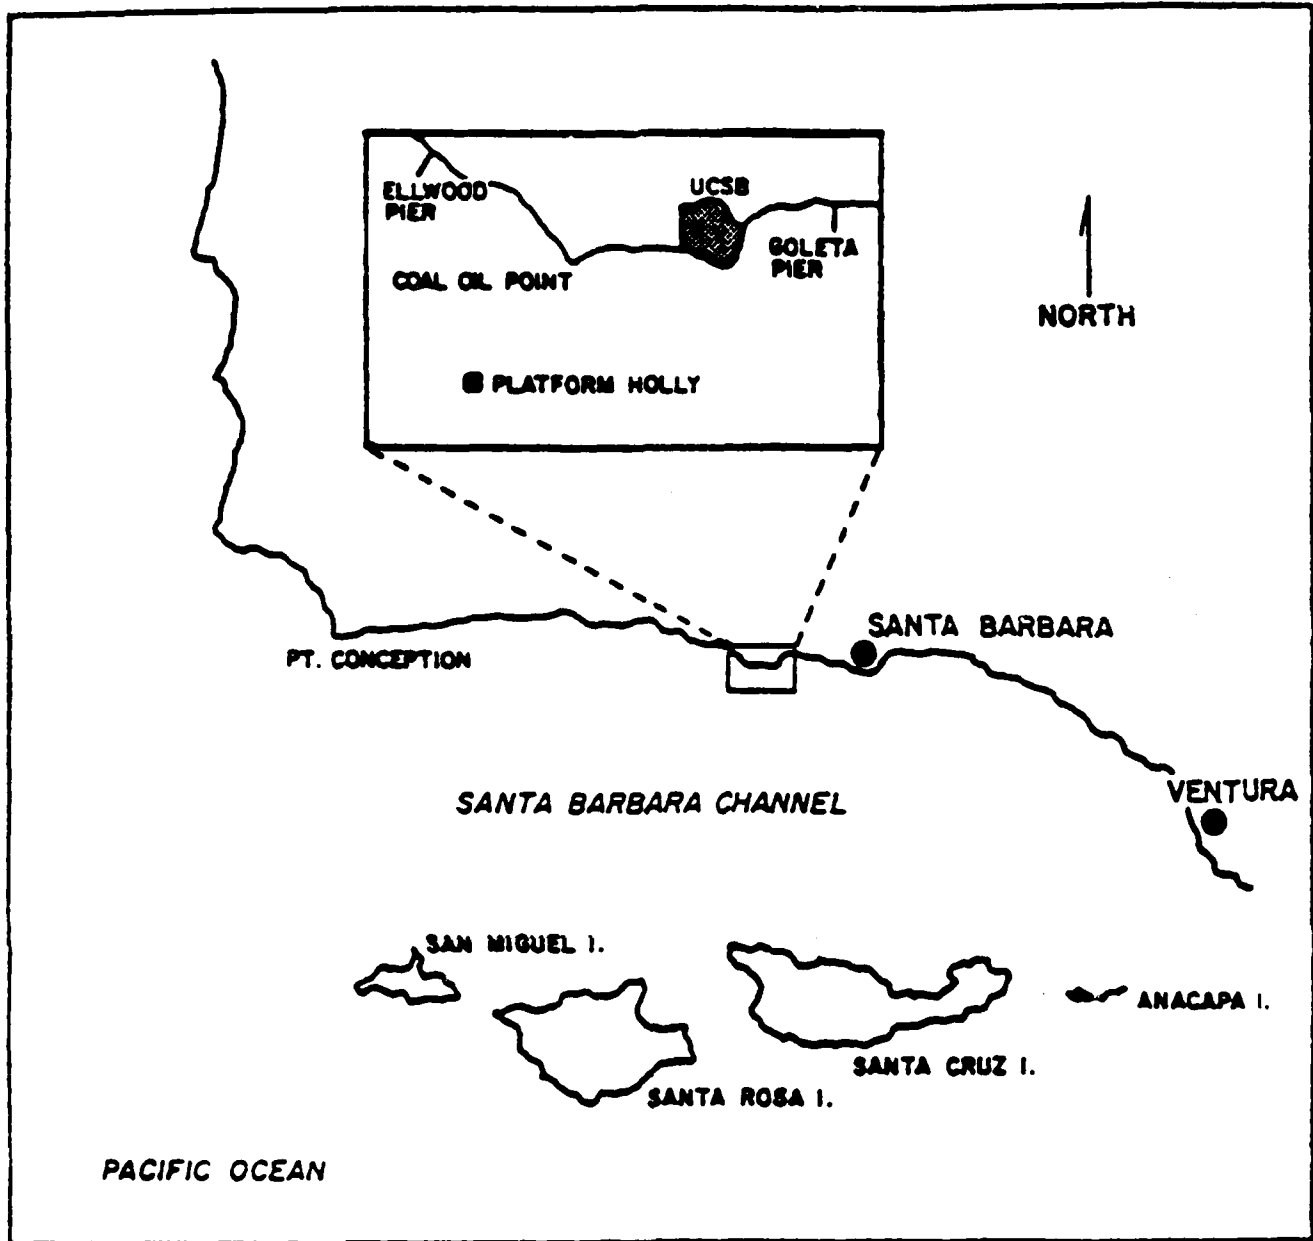 ELLWOOD
PIER
UCSB
GOLETA
PIER
COAL OIL POINT
PLATFORM HOLLY
NORTH
SANTA BARBARA
PT. CONCEPTION
SANTA BARBARA CHANNEL
VENTURA
SAN MIGUEL I.
ANACAPA I.
SANTA CRUZ I.
SANTA ROSA I.
PACIFIC OCEAN